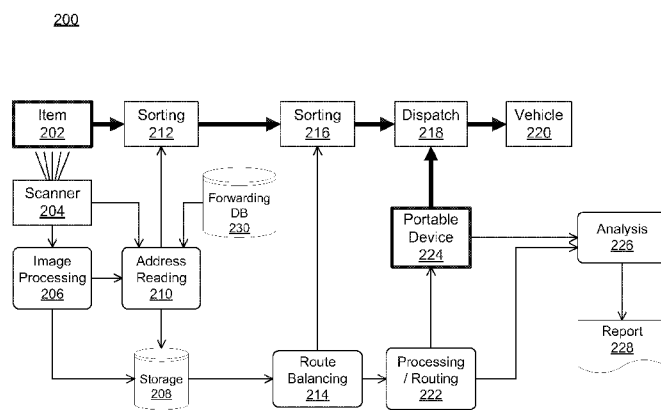 200
Item
202
Sorting
212
Sorting
216
Dispatch
218
Vehicle
220
Scanner
204
Forwarding
DB
230
Portable
Device
224
Analysis
226
Image
Processing
206
Address
Reading
210
Report
228
Storage
208
Route
Balancing
214
Processing
/ Routing
222